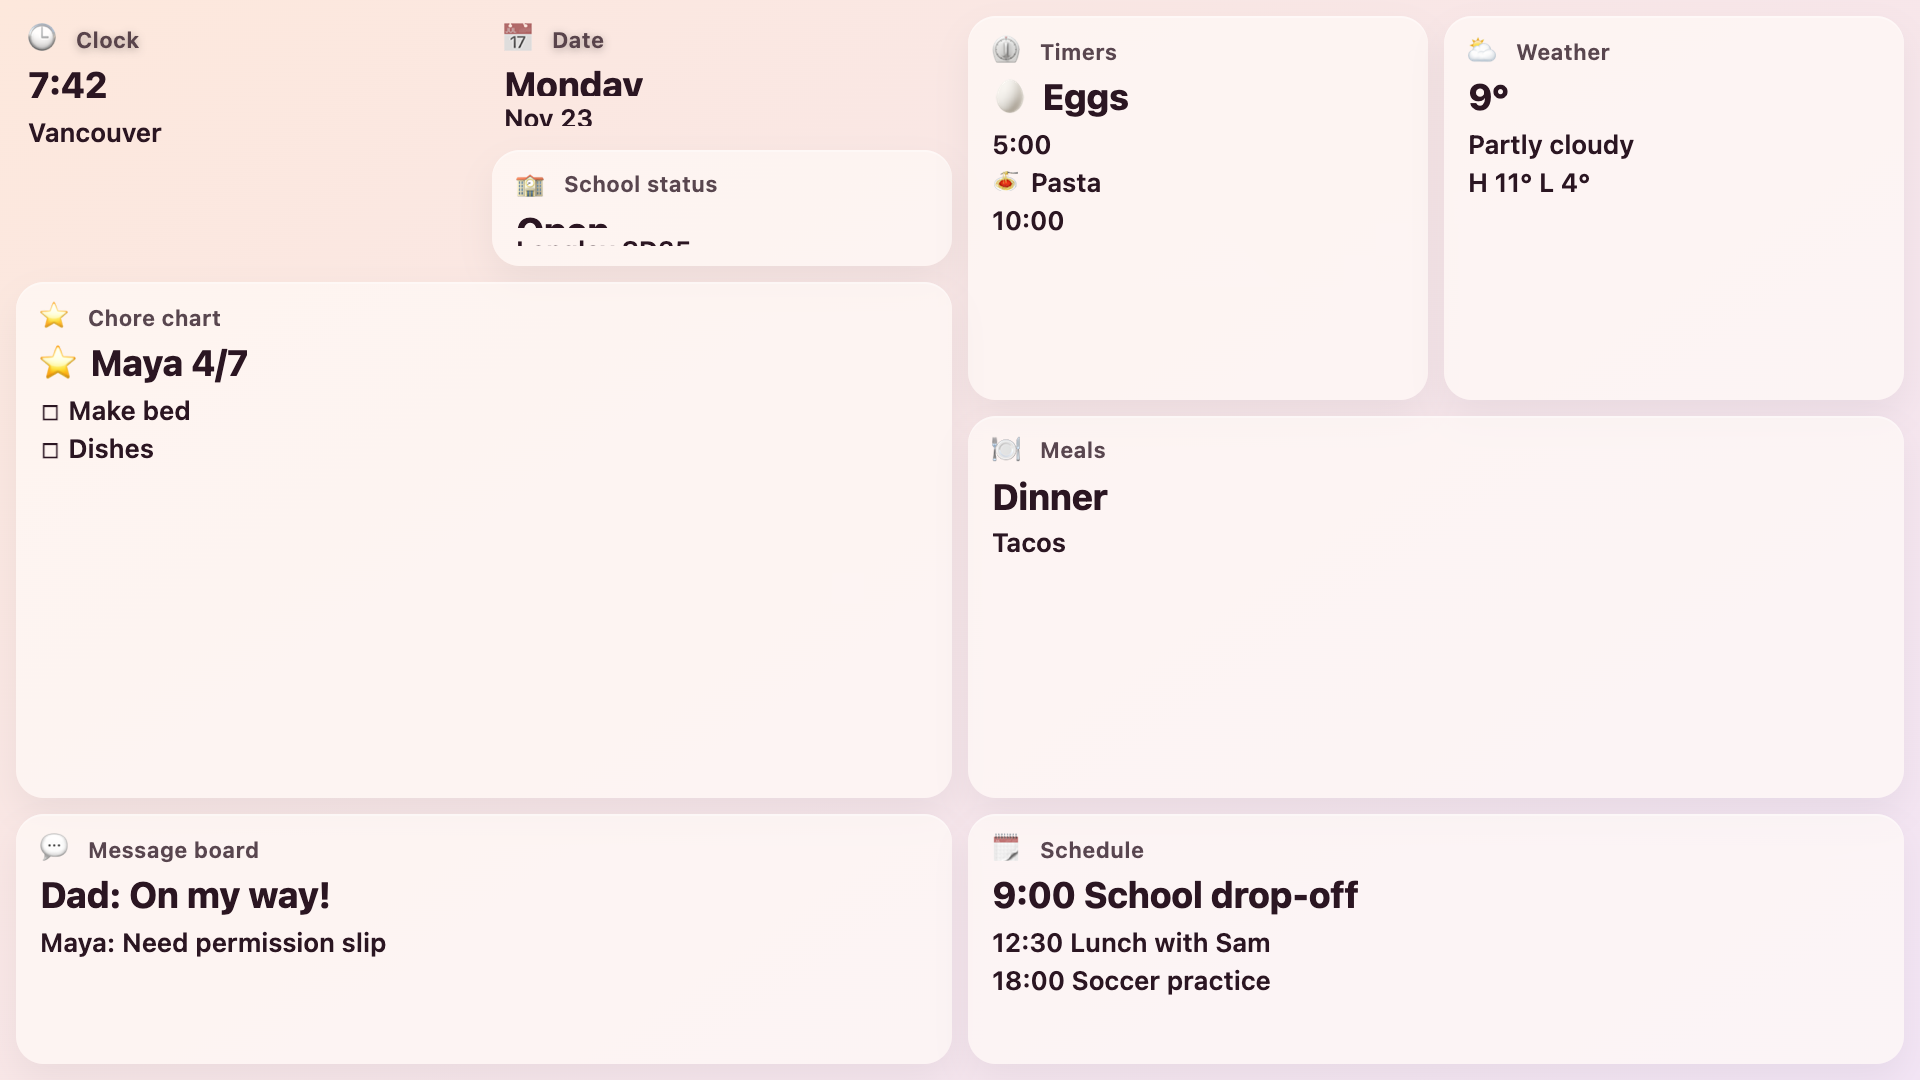 Clock
7:42
Vancouver
17
Date
Monday
Nov 23
School status
Open
Langley SD35
Timers
Eggs
5:00
Pasta
10:00
Weather
9°
Partly cloudy
H 11° L 4°
Chore chart
Maya 4/7
☐ Make bed
☐ Dishes
Meals
Dinner
Tacos
Message board
Dad: On my way!
Maya: Need permission slip
Schedule
9:00 School drop-off
12:30 Lunch with Sam
18:00 Soccer practice